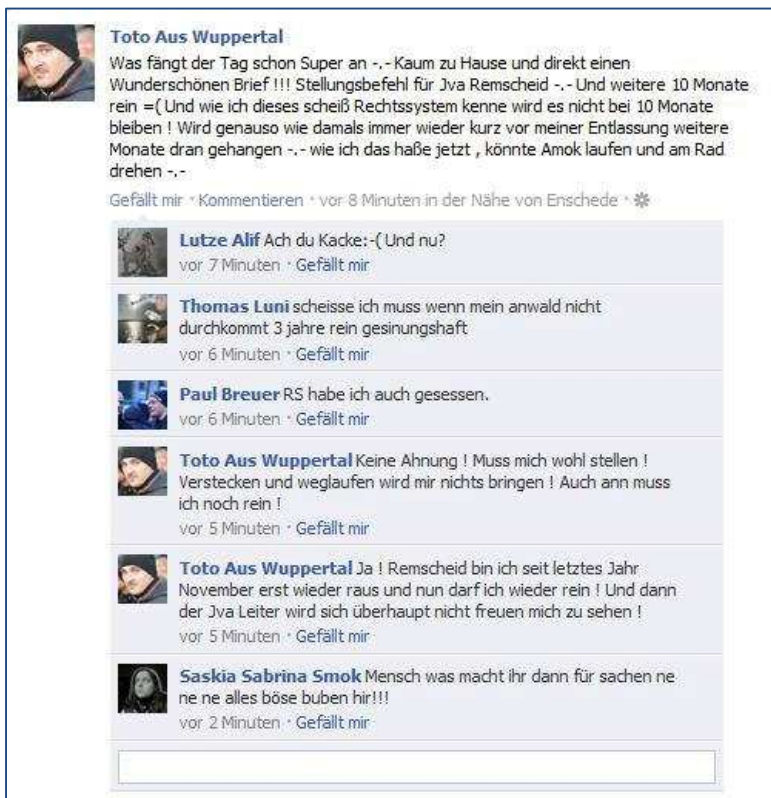 Toto Aus Wuppertal
Was fängt der Tag schon Super an -.- Kaum zu Hause und direkt einen
Wunderschönen Brief !!! Stellungsbefehl für Jva Remscheid -.- Und weitere 10 Monate
rein =( Und wie ich dieses scheiß Rechtssystem kenne wird es nicht bei 10 Monate
bleiben ! Wird genauso wie damals immer wieder kurz vor meiner Entlassung weitere
Monate dran gehangen -.- wie ich das haße jetzt , könnte Amok laufen und am Rad
drehen -.-
Gefällt mir · Kommentieren · vor 8 Minuten in der Nähe von Enschede ·
Lutze Alif Ach du Kacke:-( Und nu?
vor 7 Minuten · Gefällt mir
Thomas Luni scheisse ich muss wenn mein anwald nicht
durchkommt 3 jahre rein gesinungshaft
vor 6 Minuten · Gefällt mir
Paul Breuer RS habe ich auch gesessen.
vor 6 Minuten · Gefällt mir
Toto Aus Wuppertal Keine Ahnung ! Muss mich wohl stellen !
Verstecken und weglaufen wird mir nichts bringen ! Auch ann muss
ich noch rein !
vor 5 Minuten · Gefällt mir
Toto Aus Wuppertal Ja ! Remscheid bin ich seit letztes Jahr
November erst wieder raus und nun darf ich wieder rein ! Und dann
der Jva Leiter wird sich überhaupt nicht freuen mich zu sehen !
vor 5 Minuten · Gefällt mir
Saskia Sabrina Smok Mensch was macht ihr dann für sachen ne
ne ne alles böse buben hir!!!
vor 2 Minuten · Gefällt mir